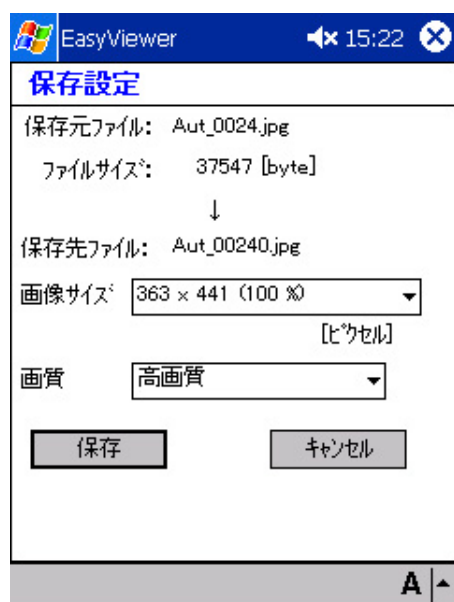 EasyViewer 15:22
保存設定
保存元ﾌｧｲﾙ: Aut_0024.jpg
ﾌｧｲﾙｻｲｽﾞ: 37547 [byte]
↓
保存先ﾌｧｲﾙ: Aut_00240.jpg
画像ｻｲｽﾞ 363 × 441 (100 %)
[ﾋﾟｸｾﾙ]
画質 高画質
保存 ｷｬﾝｾﾙ
A